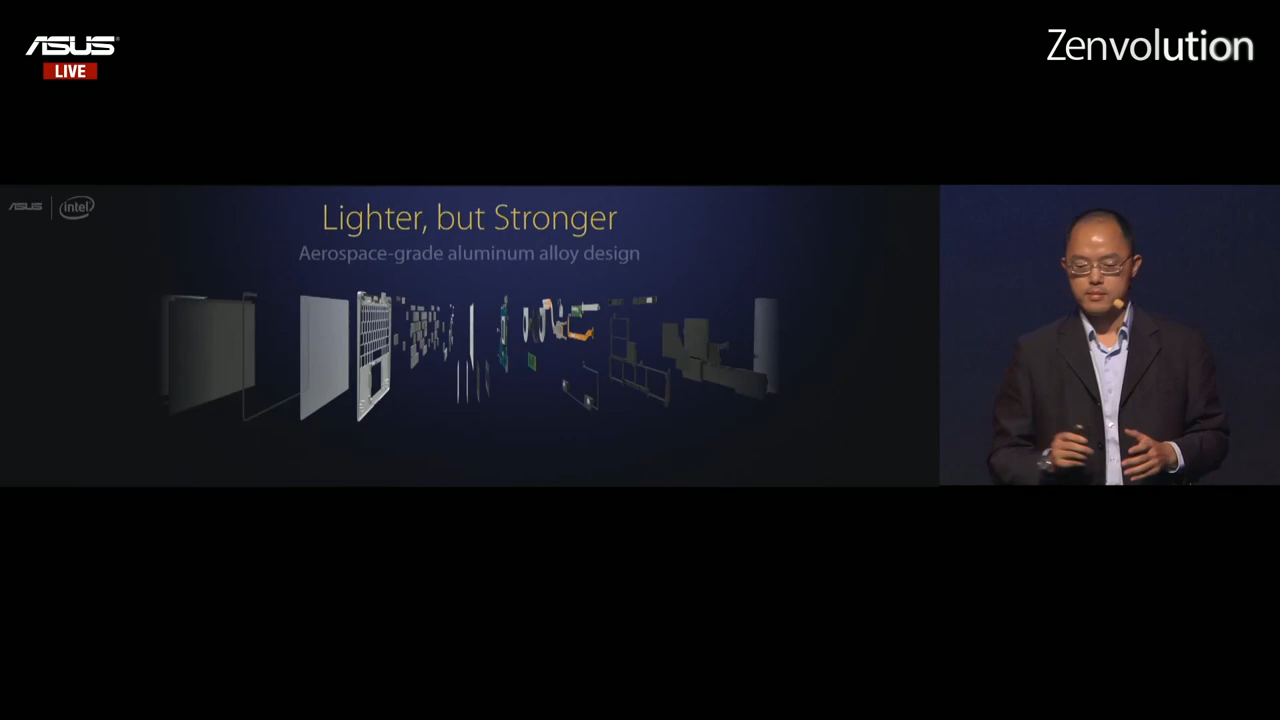 ASUS
LIVE
Zenvolution
ASUS
intel
Lighter, but Stronger
Aerospace-grade aluminum alloy design